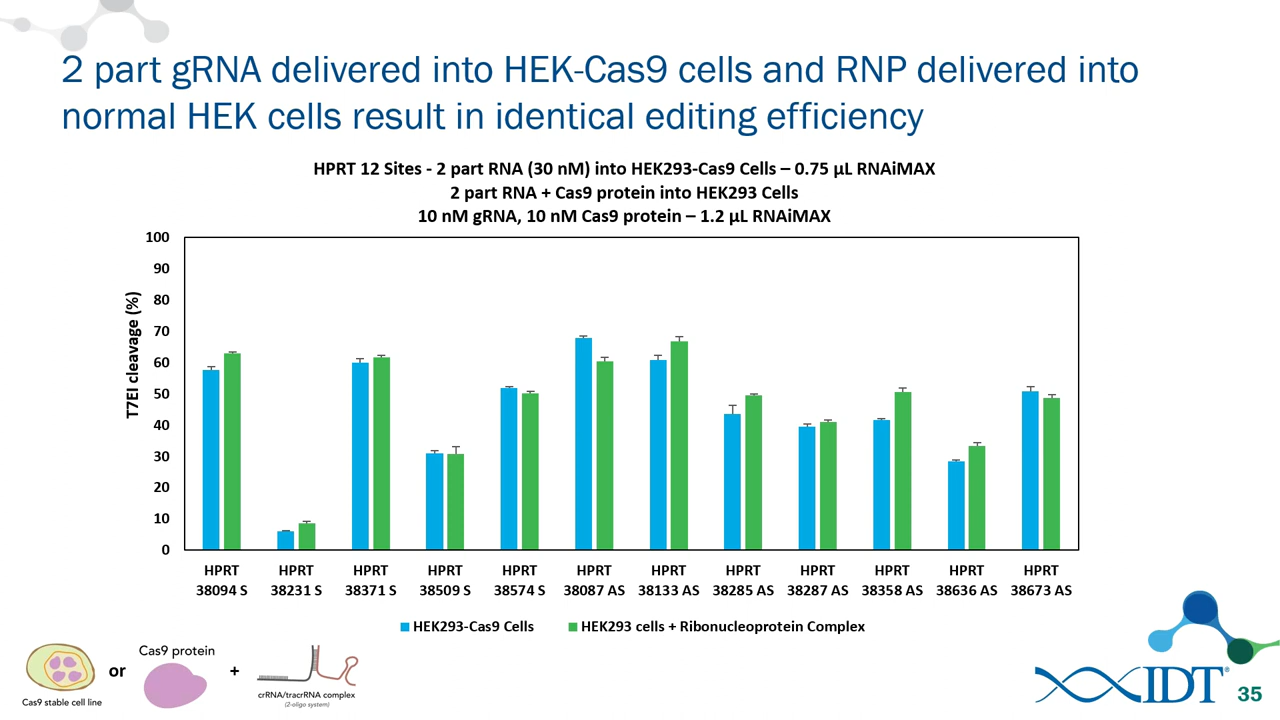 2 part gRNA delivered into HEK-Cas9 cells and RNP delivered into
normal HEK cells result in identical editing efficiency
HPRT 12 Sites - 2 part RNA (30 nM) into HEK293-Cas9 Cells – 0.75 µL RNAiMAX
2 part RNA + Cas9 protein into HEK293 Cells
10 nM gRNA, 10 nM Cas9 protein – 1.2 µL RNAiMAX
T7EI cleavage (%)
100
90
80
70
60
50
40
30
20
10
0
HPRT HPRT HPRT HPRT HPRT HPRT HPRT HPRT HPRT HPRT HPRT HPRT
38094 S 38231 S 38371 S 38509 S 38574 S 38087 AS 38133 AS 38285 AS 38287 AS 38358 AS 38636 AS 38673 AS
HEK293-Cas9 Cells HEK293 cells + Ribonucleoprotein Complex
Cas9 protein
or +
Cas9 stable cell line
crRNA/tracrRNA complex
(2-oligo system)
IDT®
35